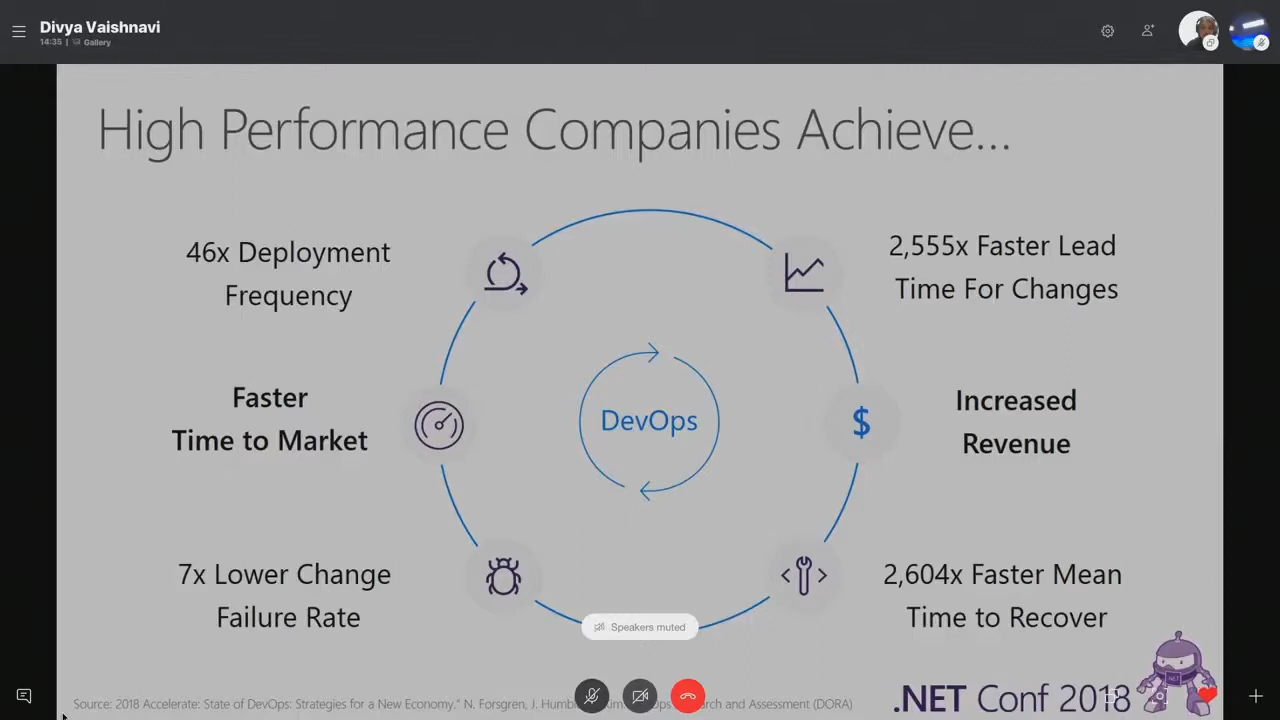 Divya Vaishnavi
14:35 | Gallery
High Performance Companies Achieve...
46x Deployment
Frequency
2,555x Faster Lead
Time For Changes
Faster
Time to Market
DevOps
$
Increased
Revenue
7x Lower Change
Failure Rate
2,604x Faster Mean
Time to Recover
Speakers muted
Source: 2018 Accelerate: State of DevOps: Strategies for a New Economy." N. Forsgren, J. Humb and Assessment (DORA)
.NET Conf 2018
.NET